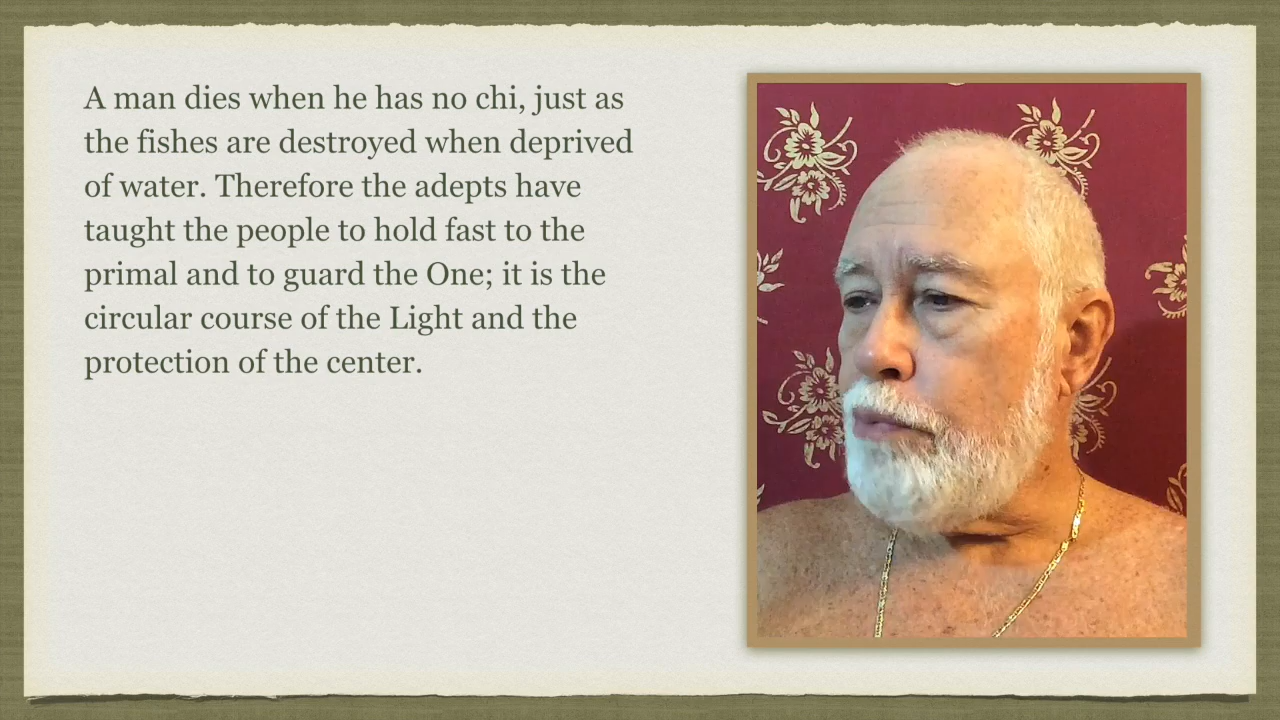 A man dies when he has no chi, just as
the fishes are destroyed when deprived
of water. Therefore the adepts have
taught the people to hold fast to the
primal and to guard the One; it is the
circular course of the Light and the
protection of the center.